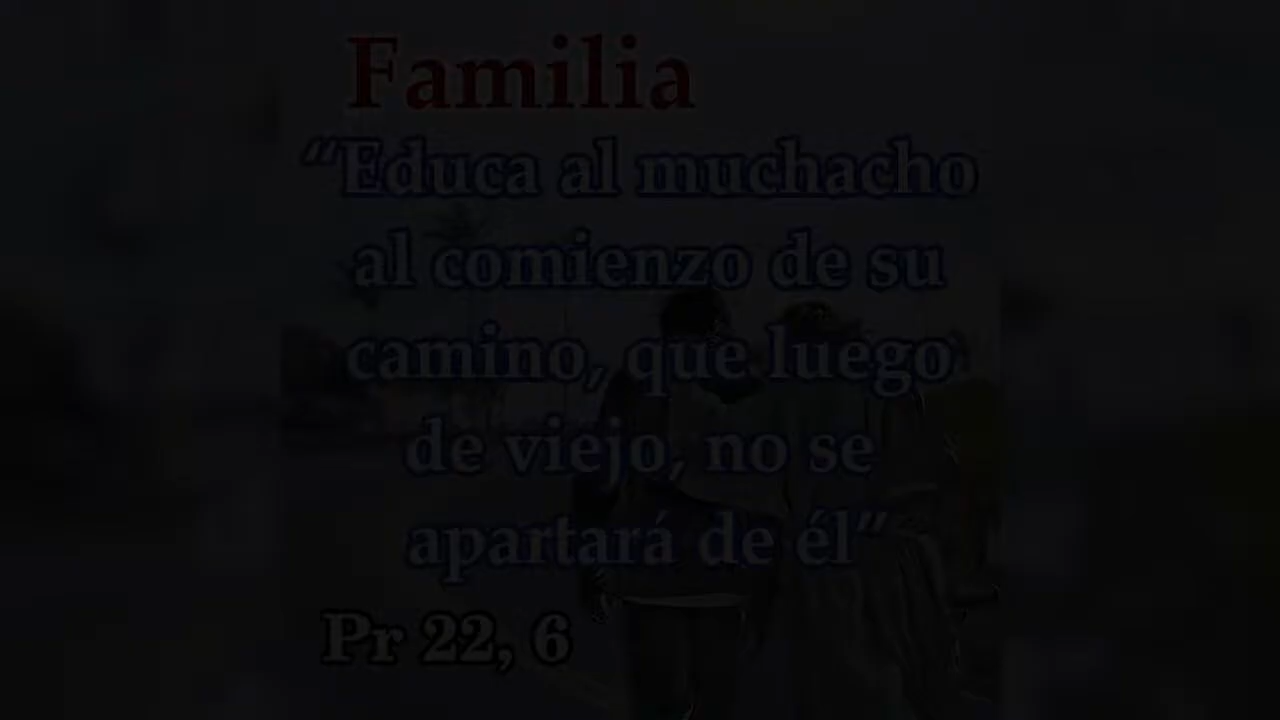 Familia
“Educa al muchacho
al comienzo de su
camino, que luego
de viejo, no se
apartará de él”
Pr 22, 6